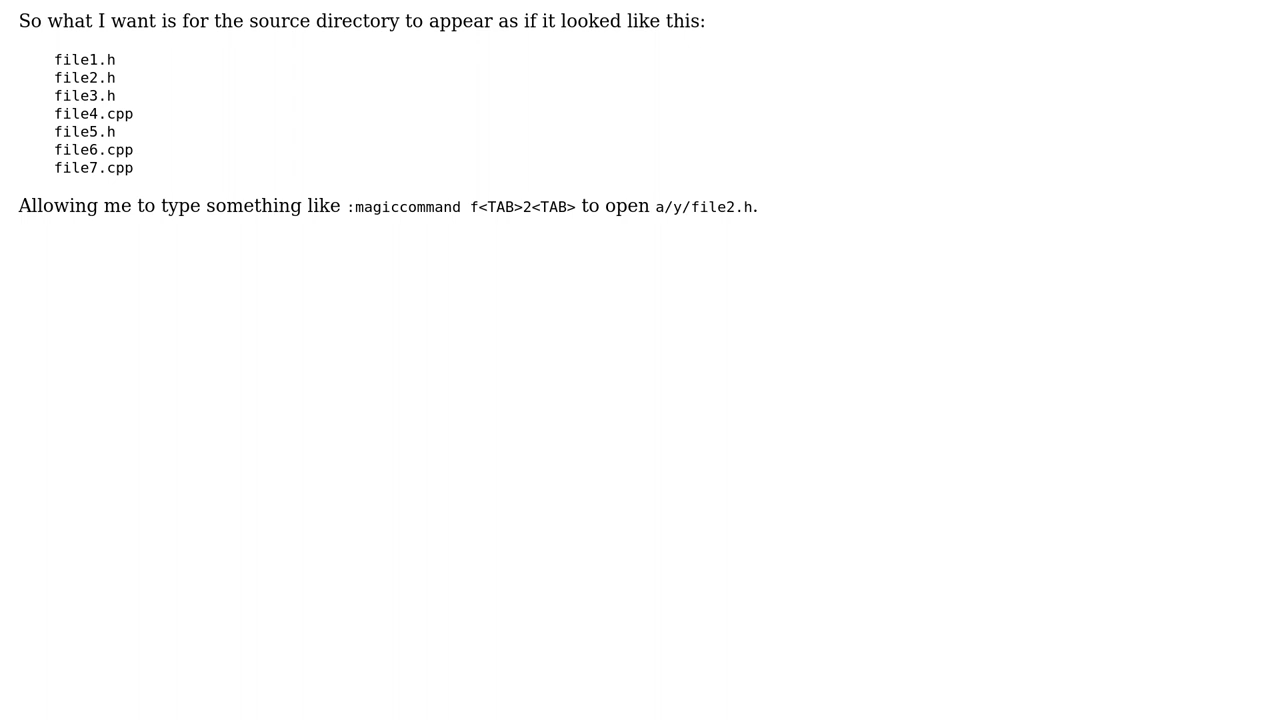 So what I want is for the source directory to appear as if it looked like this:
file1.h
file2.h
file3.h
file4.cpp
file5.h
file6.cpp
file7.cpp
Allowing me to type something like :magiccommand f<TAB>2<TAB> to open a/y/file2.h.